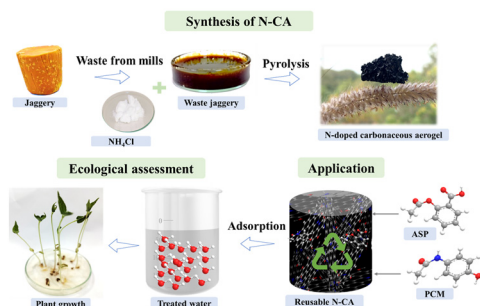 Synthesis of N-CA
Waste from mills
Pyrolysis
Jaggery
NH₄Cl
Waste jaggery
N-doped carbonaceous aerogel
Ecological assessment
Application
Adsorption
ASP
PCM
Plant growth
Treated water
Reusable N-CA